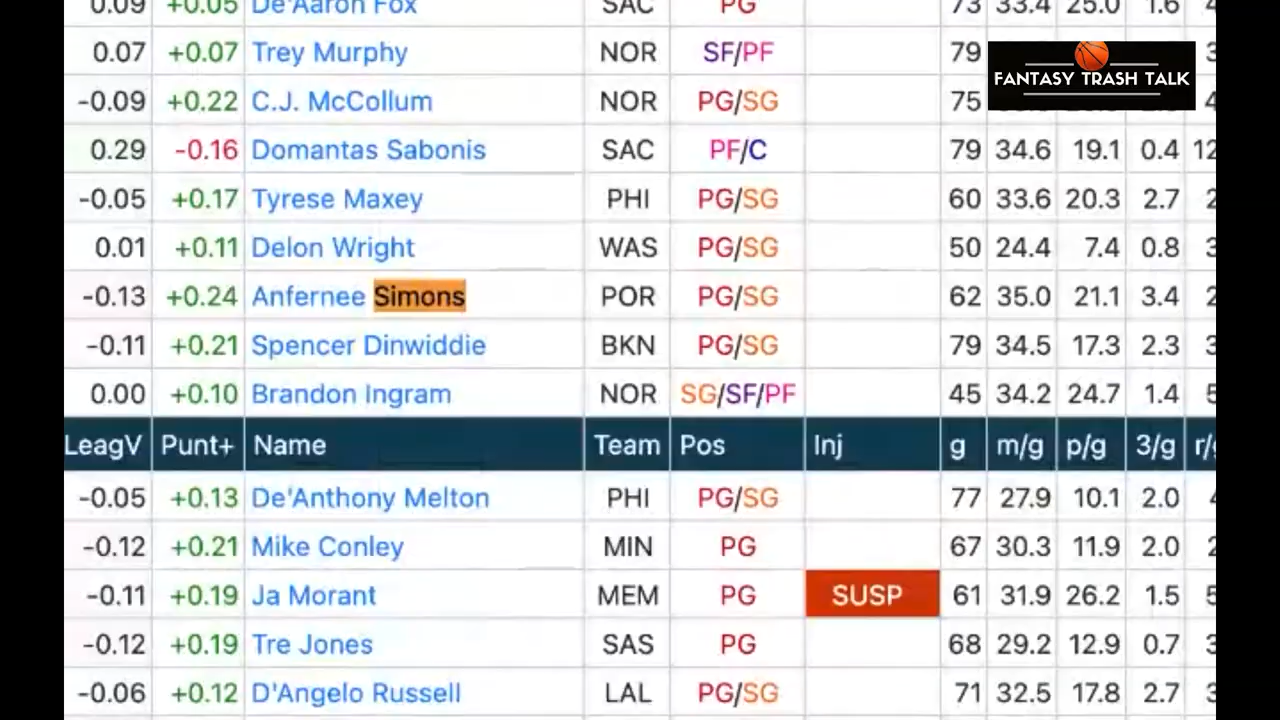 0.09 +0.05 De'Aaron Fox SAC PG 73 33.4 25.0 1.6
0.07 +0.07 Trey Murphy NOR SF/PF 79
FANTASY TRASH TALK
-0.09 +0.22 C.J. McCollum NOR PG/SG 75
0.29 -0.16 Domantas Sabonis SAC PF/C 79 34.6 19.1 0.4 12
-0.05 +0.17 Tyrese Maxey PHI PG/SG 60 33.6 20.3 2.7
0.01 +0.11 Delon Wright WAS PG/SG 50 24.4 7.4 0.8
-0.13 +0.24 Anfernee Simons POR PG/SG 62 35.0 21.1 3.4
-0.11 +0.21 Spencer Dinwiddie BKN PG/SG 79 34.5 17.3 2.3
0.00 +0.10 Brandon Ingram NOR SG/SF/PF 45 34.2 24.7 1.4
LeagV Punt+ Name Team Pos Inj g m/g p/g 3/g r/g
-0.05 +0.13 De'Anthony Melton PHI PG/SG 77 27.9 10.1 2.0
-0.12 +0.21 Mike Conley MIN PG 67 30.3 11.9 2.0
-0.11 +0.19 Ja Morant MEM PG SUSP 61 31.9 26.2 1.5
-0.12 +0.19 Tre Jones SAS PG 68 29.2 12.9 0.7
-0.06 +0.12 D'Angelo Russell LAL PG/SG 71 32.5 17.8 2.7